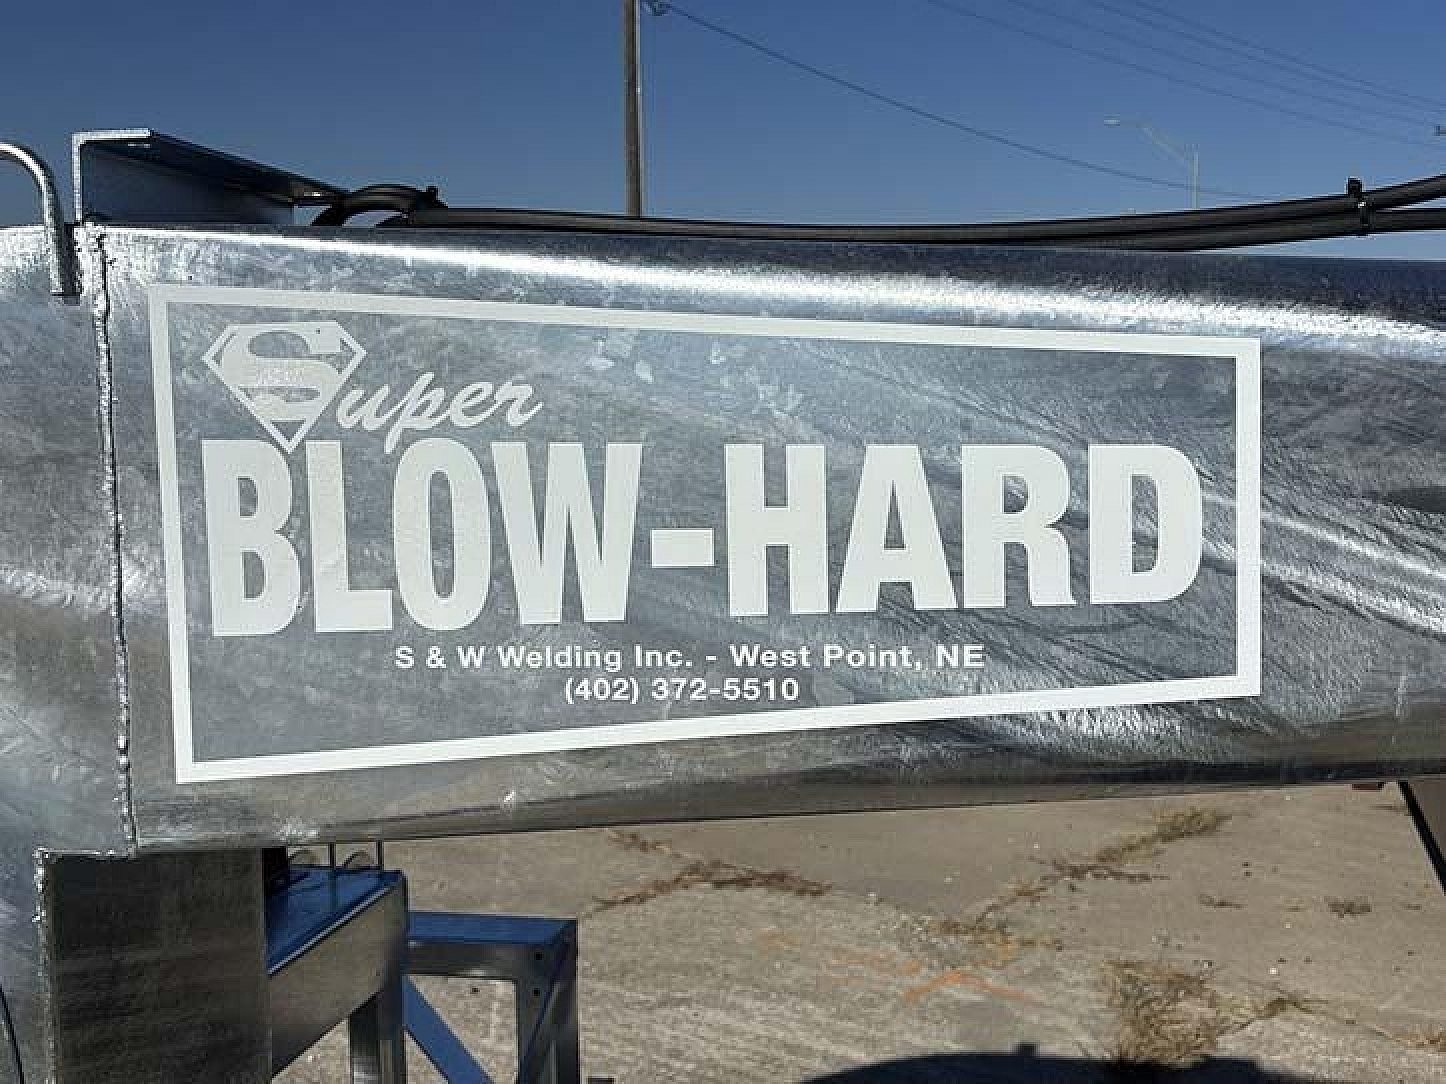 Super
BLOW-HARD
S & W Welding Inc. - West Point, NE
(402) 372-5510